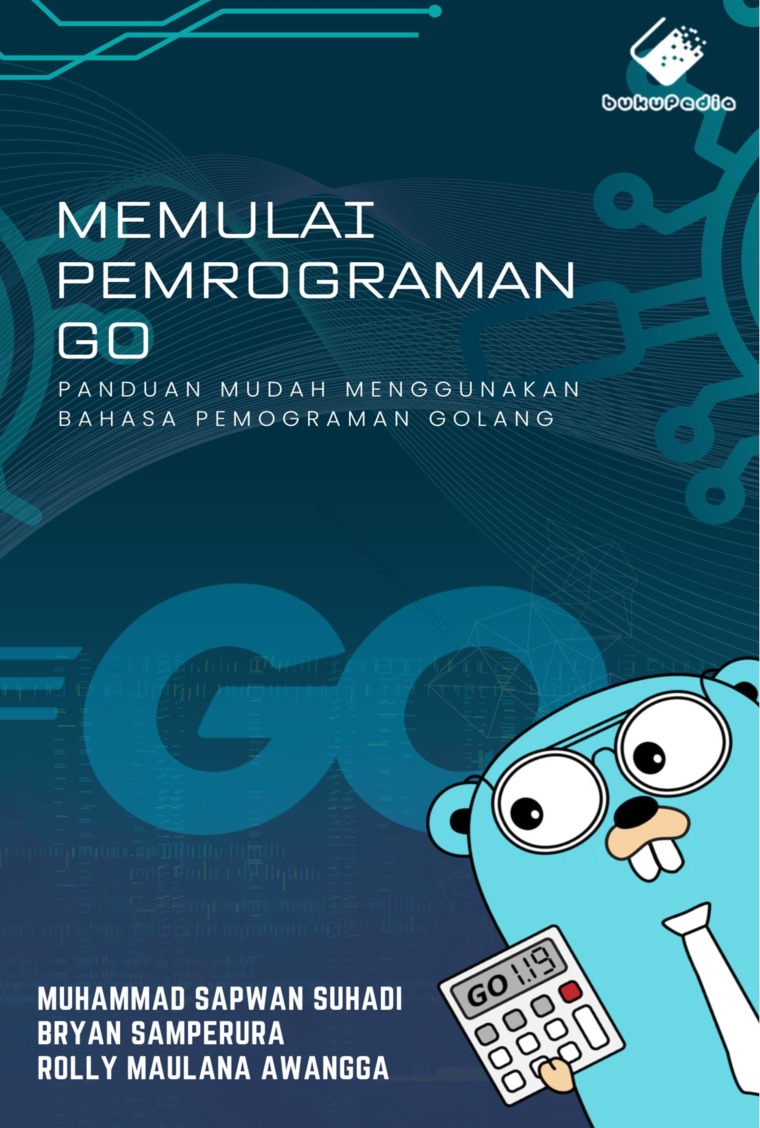 bukuPedia
MEMULAI
PEMROGRAMAN
GO
PANDUAN MUDAH MENGGUNAKAN
BAHASA PEMOGRAMAN GOLANG
GO
GO 1.19
MUHAMMAD SAPWAN SUHADI
BRYAN SAMPERURA
ROLLY MAULANA AWANGGA